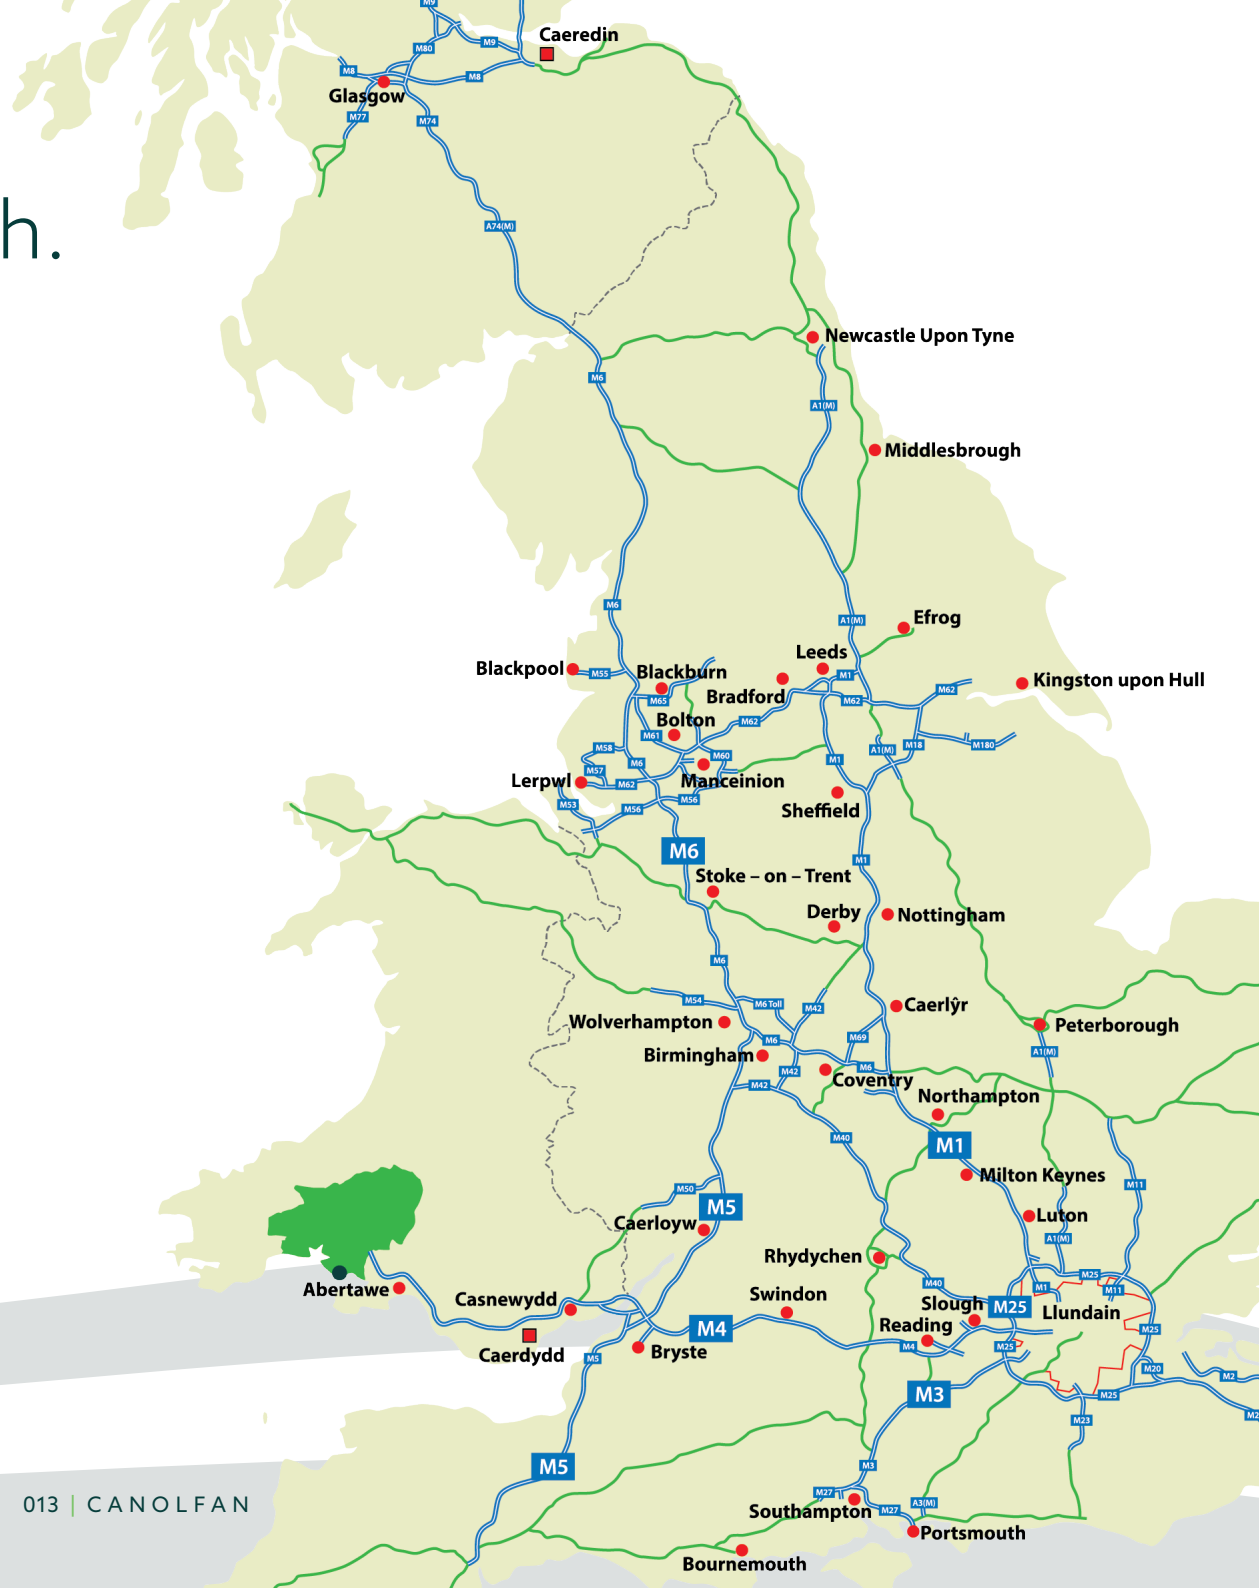 M9
Caeredin
M80
M9
M8
M8
Glasgow
M77
M74
h.
A74(M)
Newcastle Upon Tyne
M6
A1(M)
Middlesbrough
M6
Efrog
A1(M)
Leeds
Blackpool
M55
Blackburn
M1
Kingston upon Hull
Bradford
M65
M62
M62
Bolton
M62
M61
M58
M6
M60
A1(M)
M18
M180
M57
M1
Lerpwl
M62
Manceinion
M53
M56
M56
Sheffield
M6
M1
Stoke – on – Trent
Derby
Nottingham
M6
M54
M6 Toll
M42
Caerlŷr
Wolverhampton
Peterborough
M6
M69
A1(M)
Birmingham
M42
M6
Coventry
M42
Northampton
M40
M1
Milton Keynes
M50
M11
M5
Caerloyw
Luton
A1(M)
Rhydychen
M25
M40
M1
M11
Abertawe
Casnewydd
Swindon
Slough
M25
Llundain
M4
Reading
M25
Caerdydd
Bryste
M4
M25
M5
M20
M2
M3
M25
M2
M23
M5
M3
M27
013 | CANOLFAN
Southampton
M27
A3(M)
Portsmouth
Bournemouth